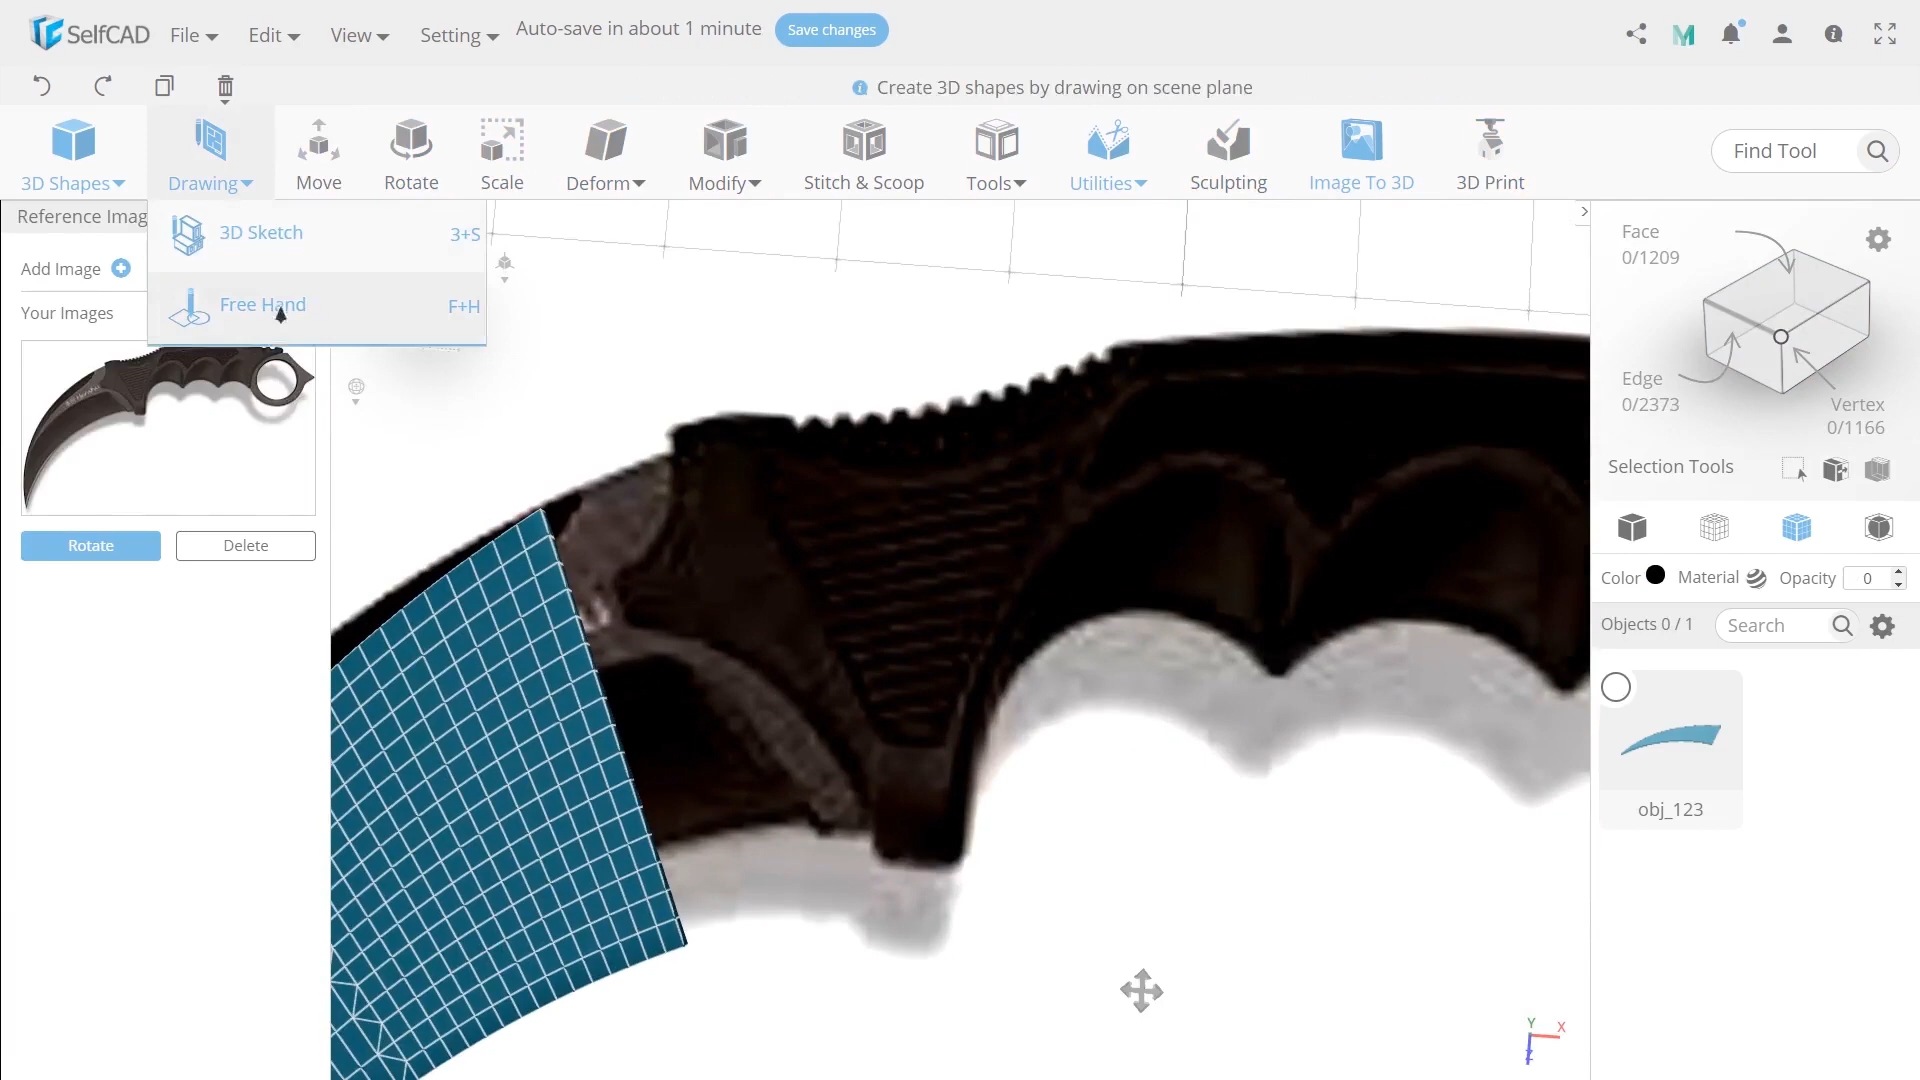 SelfCAD File Edit View Setting Auto-save in about 1 minute Save changes
Create 3D shapes by drawing on scene plane
3D Shapes Drawing Move Rotate Scale Deform Modify Stitch & Scoop Tools Utilities Sculpting Image To 3D 3D Print Find Tool
Reference Imag
3D Sketch 3+S
Free Hand F+H
Add Image
Your Images
Rotate Delete
Face
0/1209
Edge
0/2373
Vertex
0/1166
Selection Tools
Color Material Opacity 0
Objects 0 / 1 Search
obj_123
Y X
Z